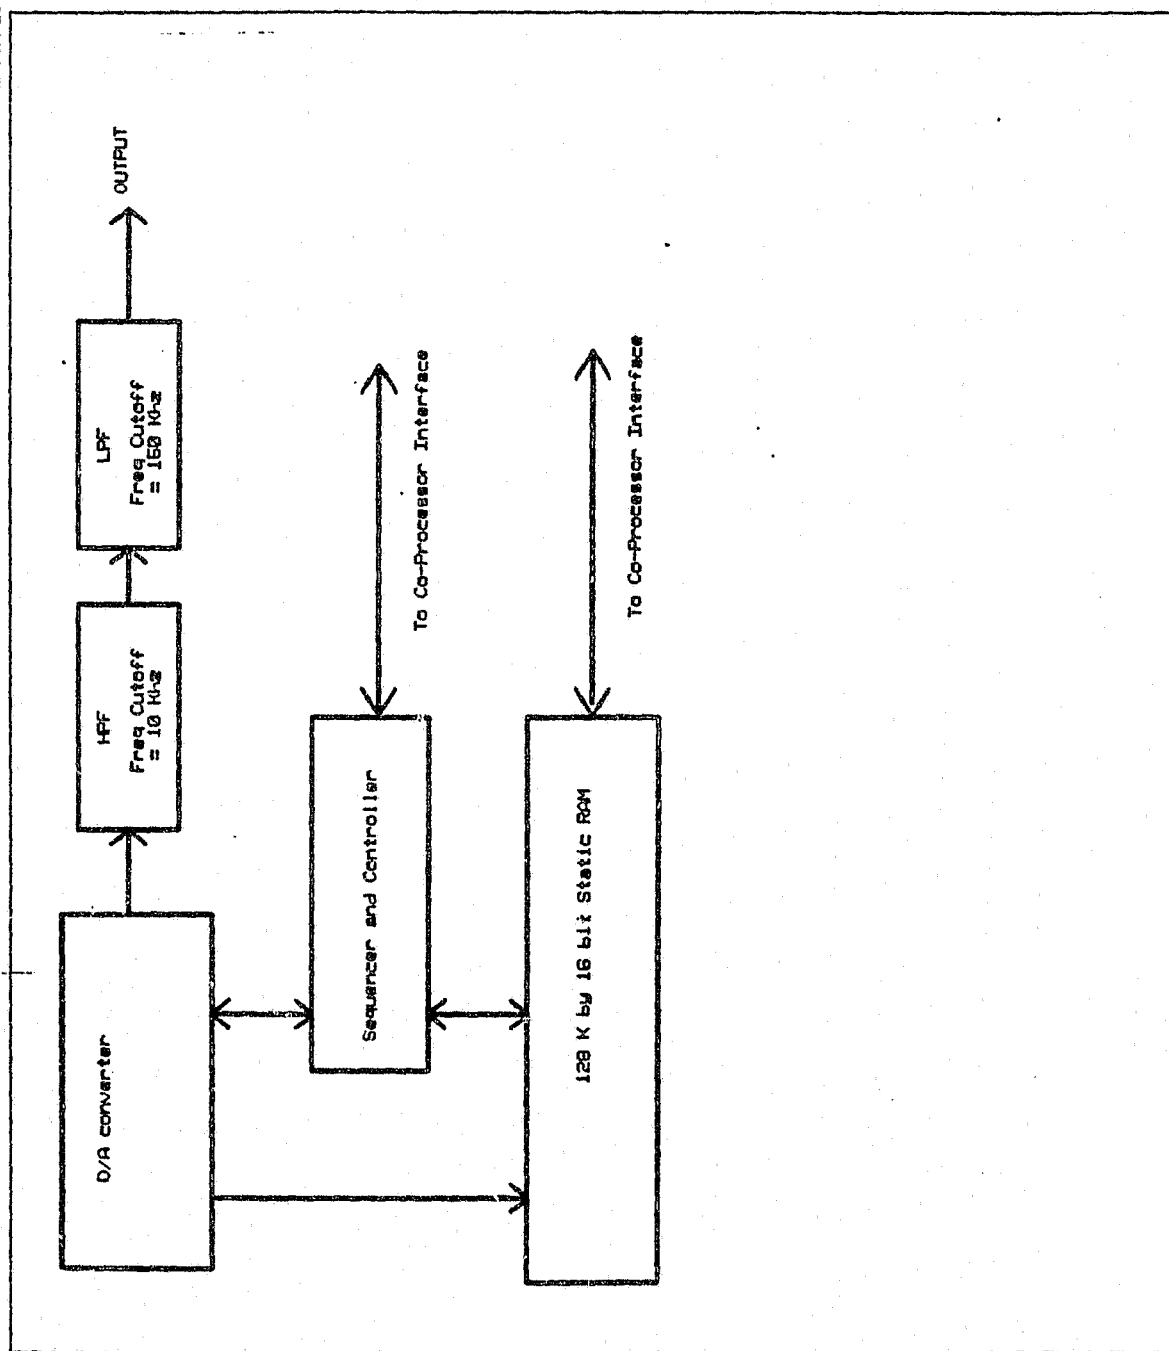 D/A converter
HPF
Freq Cutoff
= 10 Khz
LPF
Freq Cutoff
= 150 Khz
OUTPUT
Sequencer and Controller
To Co-Processor Interface
128 K by 16 bit Static RAM
To Co-Processor Interface